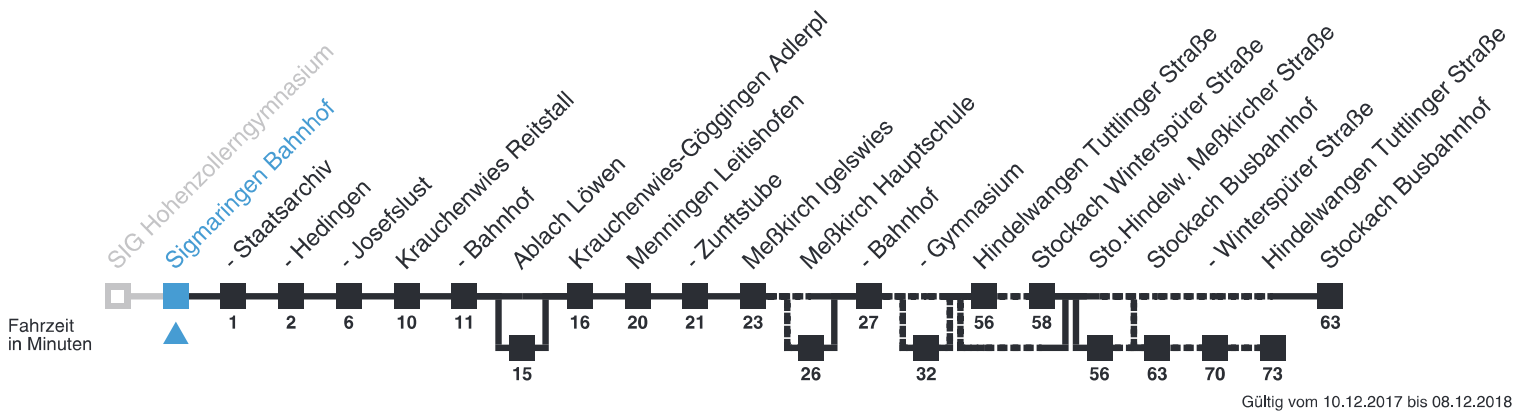 SIG Hohenzollerngymnasium
Sigmaringen Bahnhof
- Staatsarchiv
- Hedingen
- Josefslust
Krauchenwies Reitstall
- Bahnhof
Ablach Löwen
Krauchenwies-Göggingen Adlerpl
Menningen Leitishofen
- Zunftstube
Meßkirch Igelswies
Meßkirch Hauptschule
- Bahnhof
- Gymnasium
Hindelwangen Tuttlinger Straße
Stockach Winterspürer Straße
Sto.Hindelw. Meßkircher Straße
Stockach Busbahnhof
- Winterspürer Straße
Hindelwangen Tuttlinger Straße
Stockach Busbahnhof
Fahrzeit
in Minuten
1 2 6 10 11 16 20 21 23 27 56 58 63
15 26 32 56 63 70 73
Gültig vom 10.12.2017 bis 08.12.2018